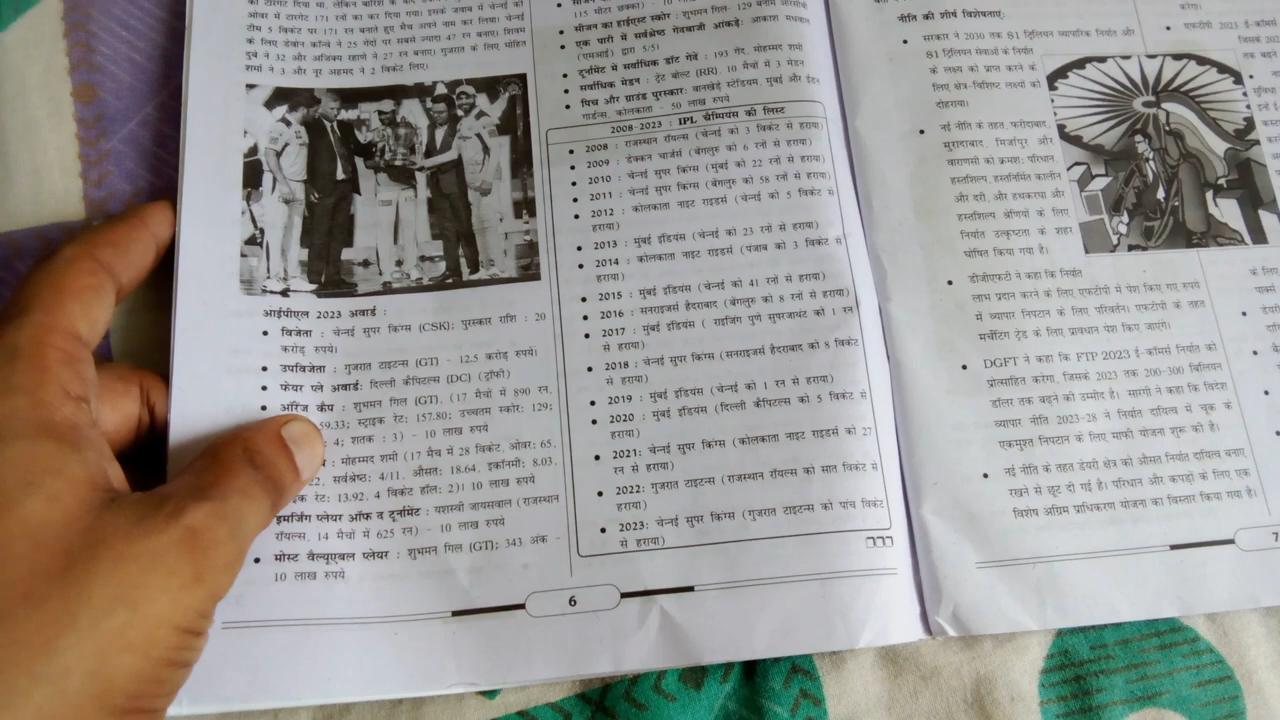 ओवर में टारगेट 171 रनों का कर दिया गया। इसके जवाब में चेन्नई की
टीम 5 विकेट पर 171 रन बनाते हुए मैच अपने नाम कर लिया। चेन्नई
के लिए डेवोन कॉन्वे ने 25 गेंदों पर सबसे ज्यादा 47 रन बनाए। शिवम
दुबे ने 32 और अजिंक्य रहाणे ने 27 रन बनाए। गुजरात के लिए मोहित
शर्मा ने 3 और नूर अहमद ने 2 विकेट लिए।
आईपीएल 2023 अवार्ड :
• विजेता : चेन्नई सुपर किंग्स (CSK); पुरस्कार राशि : 20
करोड़ रुपये।
• उपविजेता : गुजरात टाइटन्स (GT) - 12.5 करोड़ रुपये।
• फेयर प्ले अवार्ड: दिल्ली कैपिटल्स (DC) (ट्रॉफी)
• ऑरेंज कैप : शुभमन गिल (GT), (17 मैचों में 890 रन,
59.33; स्ट्राइक रेट: 157.80; उच्चतम स्कोर: 129;
: 4; शतक : 3) - 10 लाख रुपये
: मोहम्मद शमी (17 मैच में 28 विकेट, ओवर: 65,
22, सर्वश्रेष्ठ: 4/11, औसत: 18.64, इकॉनमी: 8.03,
इक रेट: 13.92, 4 विकेट हॉल: 2)। 10 लाख रुपये
इमर्जिंग प्लेयर ऑफ द टूर्नामेंट : यशस्वी जायसवाल (राजस्थान
रॉयल्स, 14 मैचों में 625 रन) - 10 लाख रुपये
• मोस्ट वैल्यूएबल प्लेयर : शुभमन गिल (GT); 343 अंक -
10 लाख रुपये
(115 मीटर छक्का) - 10
• सीजन का हाईएस्ट स्कोर : शुभमन गिल- 129 बनाम
• एक पारी में सर्वश्रेष्ठ गेंदबाजी आंकड़े: आकाश मधवाल
(एमआई) द्वारा 5/5।
• टूर्नामेंट में सर्वाधिक डॉट गेंदें : 193 गेंद, मोहम्मद शमी
• सर्वाधिक मेडन : ट्रेंट बोल्ट (RR), 10 मैचों में 3 मेडन
• पिच और ग्राउंड पुरस्कार: वानखेड़े स्टेडियम, मुंबई और ईडन
गार्डन्स, कोलकाता - 50 लाख रुपये
2008-2023 : IPL चैम्पियंस की लिस्ट
• 2008 : राजस्थान रॉयल्स (चेन्नई को 3 विकेट से हराया)
• 2009 : डेक्कन चार्जर्स (बेंगलुरु को 6 रनों से हराया)
• 2010 : चेन्नई सुपर किंग्स (मुंबई को 22 रनों से हराया)
• 2011 : चेन्नई सुपर किंग्स (बेंगलुरु को 58 रनों से हराया)
• 2012 : कोलकाता नाइट राइडर्स (चेन्नई को 5 विकेट से
हराया)
• 2013 : मुंबई इंडियंस (चेन्नई को 23 रनों से हराया)
• 2014 : कोलकाता नाइट राइडर्स (पंजाब को 3 विकेट से
हराया)
• 2015 : मुंबई इंडियंस (चेन्नई को 41 रनों से हराया)
• 2016 : सनराइजर्स हैदराबाद (बेंगलुरु को 8 रनों से हराया)
• 2017 : मुंबई इंडियंस ( राइजिंग पुणे सुपरजायंट को 1 रन
से हराया)
• 2018 : चेन्नई सुपर किंग्स (सनराइजर्स हैदराबाद को 8 विकेट
से हराया)
• 2019 : मुंबई इंडियंस (चेन्नई को 1 रन से हराया)
• 2020 : मुंबई इंडियंस (दिल्ली कैपिटल्स को 5 विकेट से
हराया)
• 2021: चेन्नई सुपर किंग्स (कोलकाता नाइट राइडर्स को 27
रन से हराया)
• 2022: गुजरात टाइटन्स (राजस्थान रॉयल्स को सात विकेट से
हराया)
• 2023: चेन्नई सुपर किंग्स (गुजरात टाइटन्स को पांच विकेट
से हराया)
6
नीति की शीर्ष विशेषताए:
• सरकार ने 2030 तक $1 ट्रिलियन व्यापारिक निर्यात और
$1 ट्रिलियन सेवाओं के निर्यात
के लक्ष्य को प्राप्त करने के
लिए क्षेत्र-विशिष्ट लक्ष्यों को
दोहराया।
• नई नीति के तहत, फरीदाबाद,
मुरादाबाद, मिर्जापुर और
वाराणसी को क्रमश: परिधान,
हस्तशिल्प, हस्तनिर्मित कालीन
और दरी, और हथकरघा और
हस्तशिल्प श्रेणियों के लिए
निर्यात उत्कृष्टता के शहर
घोषित किया गया है।
• डीजीएफटी ने कहा कि निर्यात
लाभ प्रदान करने के लिए एफटीपी में पेश किए गए रुपये
में व्यापार निपटान के लिए परिवर्तन। एफटीपी के तहत
मर्चेंटिंग ट्रेड के लिए प्रावधान पेश किए जाएंगे।
• DGFT ने कहा कि FTP 2023 ई-कॉमर्स निर्यात को
प्रोत्साहित करेगा, जिसके 2023 तक 200-300 बिलियन
डॉलर तक बढ़ने की उम्मीद है। सारंगी ने कहा कि विदेश
व्यापार नीति 2023-28 ने निर्यात दायित्व में चूक के
एकमुश्त निपटान के लिए माफी योजना शुरू की है।
• नई नीति के तहत डेयरी क्षेत्र को औसत निर्यात दायित्व बनाए
रखने से छूट दी गई है। परिधान और कपड़ों के लिए एक
विशेष अग्रिम प्राधिकरण योजना का विस्तार किया गया है।
करेगा।
• एफटीपी 2023 ई-कॉमर्स
तक बढ़ने
के लिए
7